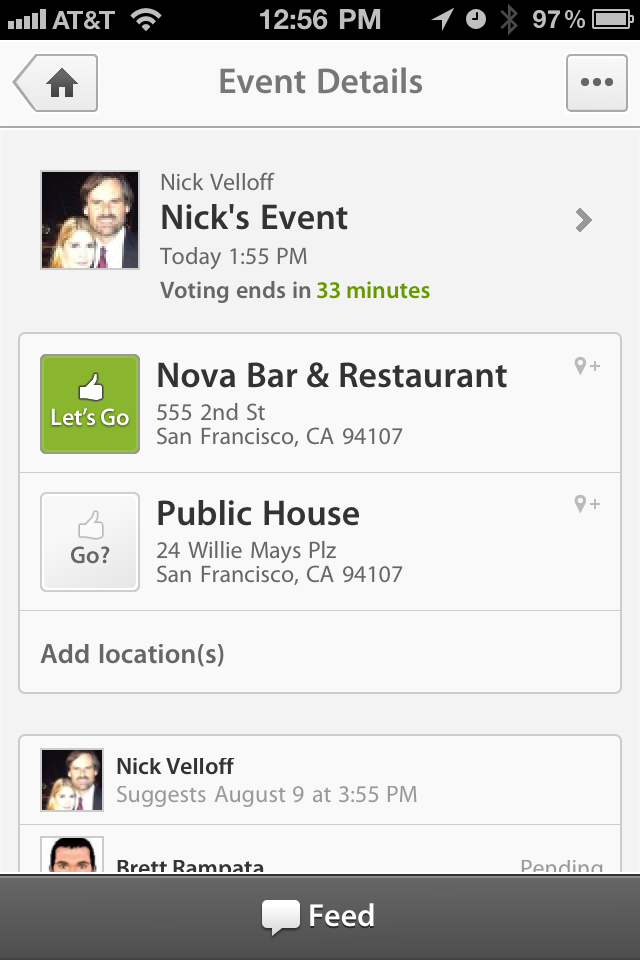 AT&T 12:56 PM 97%
Event Details
Nick Velloff
Nick's Event
Today 1:55 PM
Voting ends in 33 minutes
Let's Go
Nova Bar & Restaurant
555 2nd St
San Francisco, CA 94107
Go?
Public House
24 Willie Mays Plz
San Francisco, CA 94107
Add location(s)
Nick Velloff
Suggests August 9 at 3:55 PM
Brett Rampata Pending
Feed